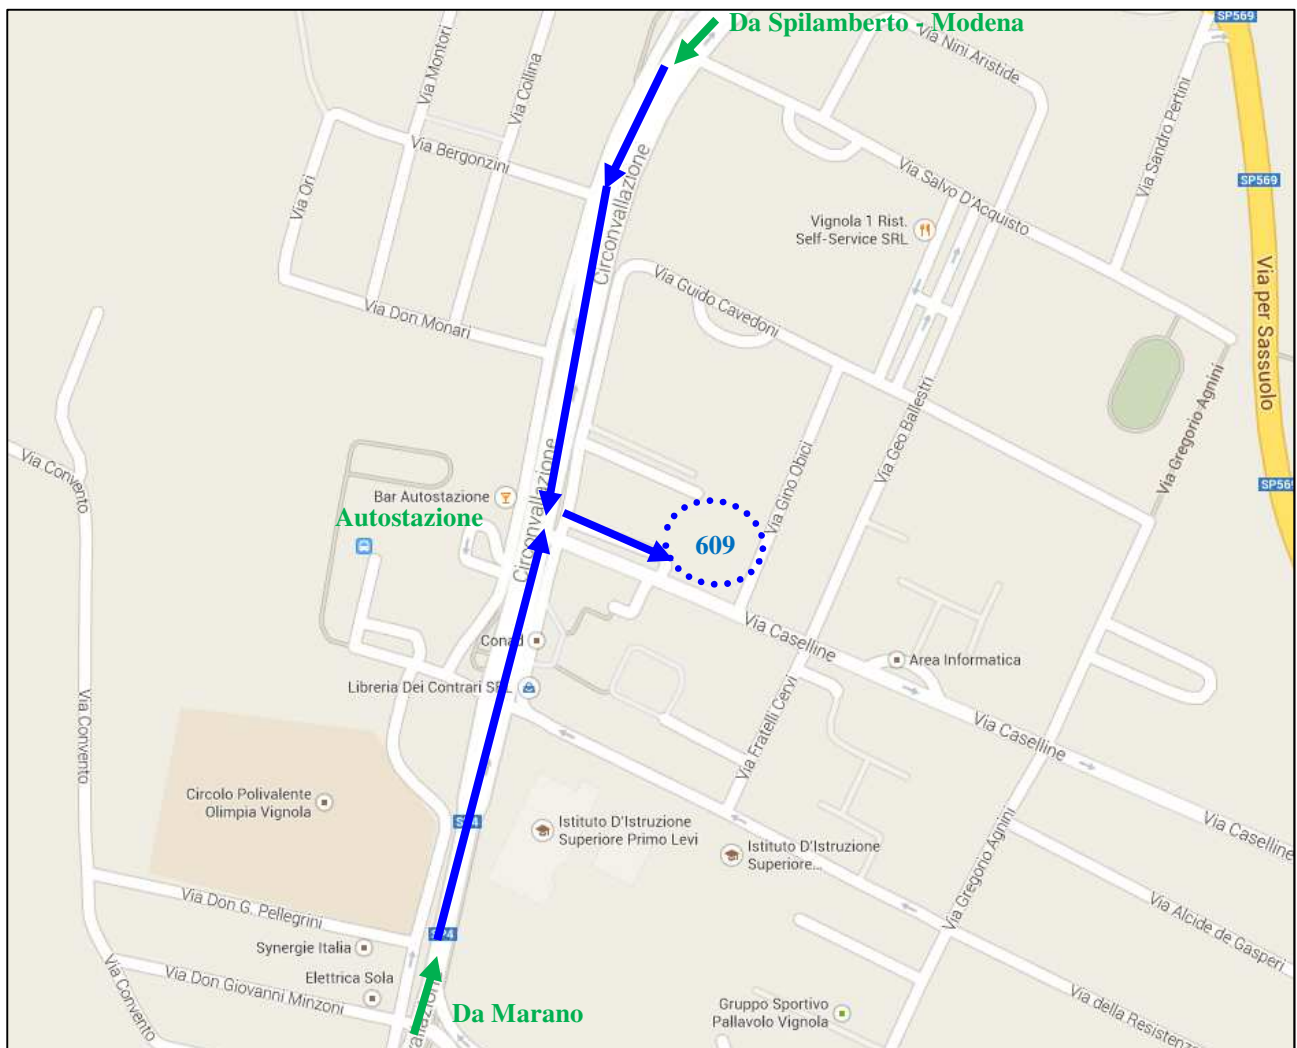 SP569
Da Spilamberto - Modena
Via Nini Aristide
Via Montori
Via Collina
Via Sandro Pertini
Via Bergonzini
Circonvallazione
Via Salvo D'Acquisto
SP569
Via Ori
Vignola 1 Rist.
Self-Service SRL
Via Guido Cavedoni
Via per Sassuolo
Via Don Monari
Via Gregorio Agnini
Via Geo Ballestri
Via Gino Obici
Via Convento
Circonvallazione
Bar Autostazione
SP569
Autostazione
609
Via Caselline
Conad
Area Informatica
Libreria Dei Contrari SRL
Via Fratelli Cervi
Via Convento
Via Caselline
Circolo Polivalente
Olimpia Vignola
SP4
Istituto D'Istruzione
Superiore Primo Levi
Istituto D'Istruzione
Superiore...
Via Caselline
Via Gregorio Agnini
Via Alcide de Gasperi
Via Don G. Pellegrini
SP4
Synergie Italia
Via Convento
Via Don Giovanni Minzoni
Elettrica Sola
Da Marano
vallazione
Gruppo Sportivo
Pallavolo Vignola
Via della Resistenza